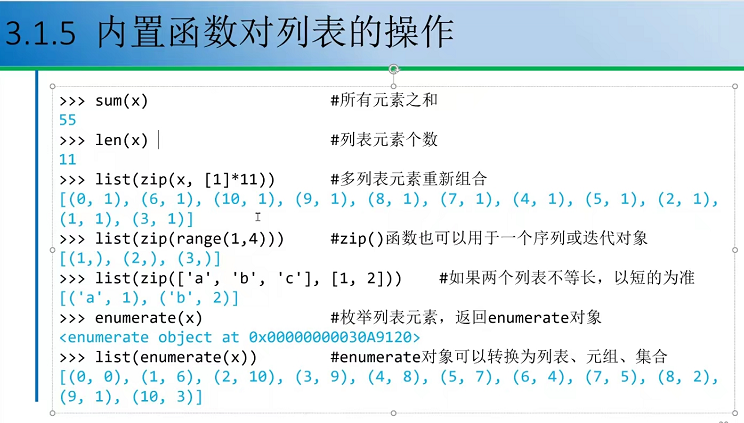 3.1.5 内置函数对列表的操作
>>> sum(x) #所有元素之和
55
>>> len(x) #列表元素个数
11
>>> list(zip(x, [1]*11)) #多列表元素重新组合
[(0, 1), (6, 1), (10, 1), (9, 1), (8, 1), (7, 1), (4, 1), (5, 1), (2, 1),
(1, 1), (3, 1)]
>>> list(zip(range(1,4))) #zip()函数也可以用于一个序列或迭代对象
[(1,), (2,), (3,)]
>>> list(zip(['a', 'b', 'c'], [1, 2])) #如果两个列表不等长，以短的为准
[('a', 1), ('b', 2)]
>>> enumerate(x) #枚举列表元素，返回enumerate对象
<enumerate object at 0x00000000030A9120>
>>> list(enumerate(x)) #enumerate对象可以转换为列表、元组、集合
[(0, 0), (1, 6), (2, 10), (3, 9), (4, 8), (5, 7), (6, 4), (7, 5), (8, 2),
(9, 1), (10, 3)]